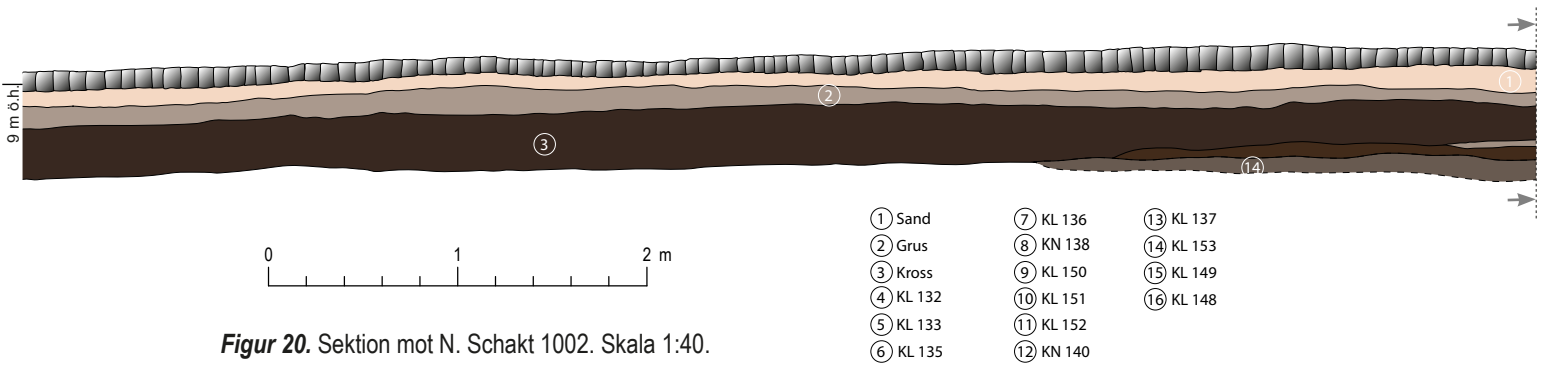 9 m ö.h.
1
2
3
14
0 1 2 m
1 Sand
2 Grus
3 Kross
4 KL 132
5 KL 133
6 KL 135
7 KL 136
8 KN 138
9 KL 150
10 KL 151
11 KL 152
12 KN 140
13 KL 137
14 KL 153
15 KL 149
16 KL 148
Figur 20. Sektion mot N. Schakt 1002. Skala 1:40.